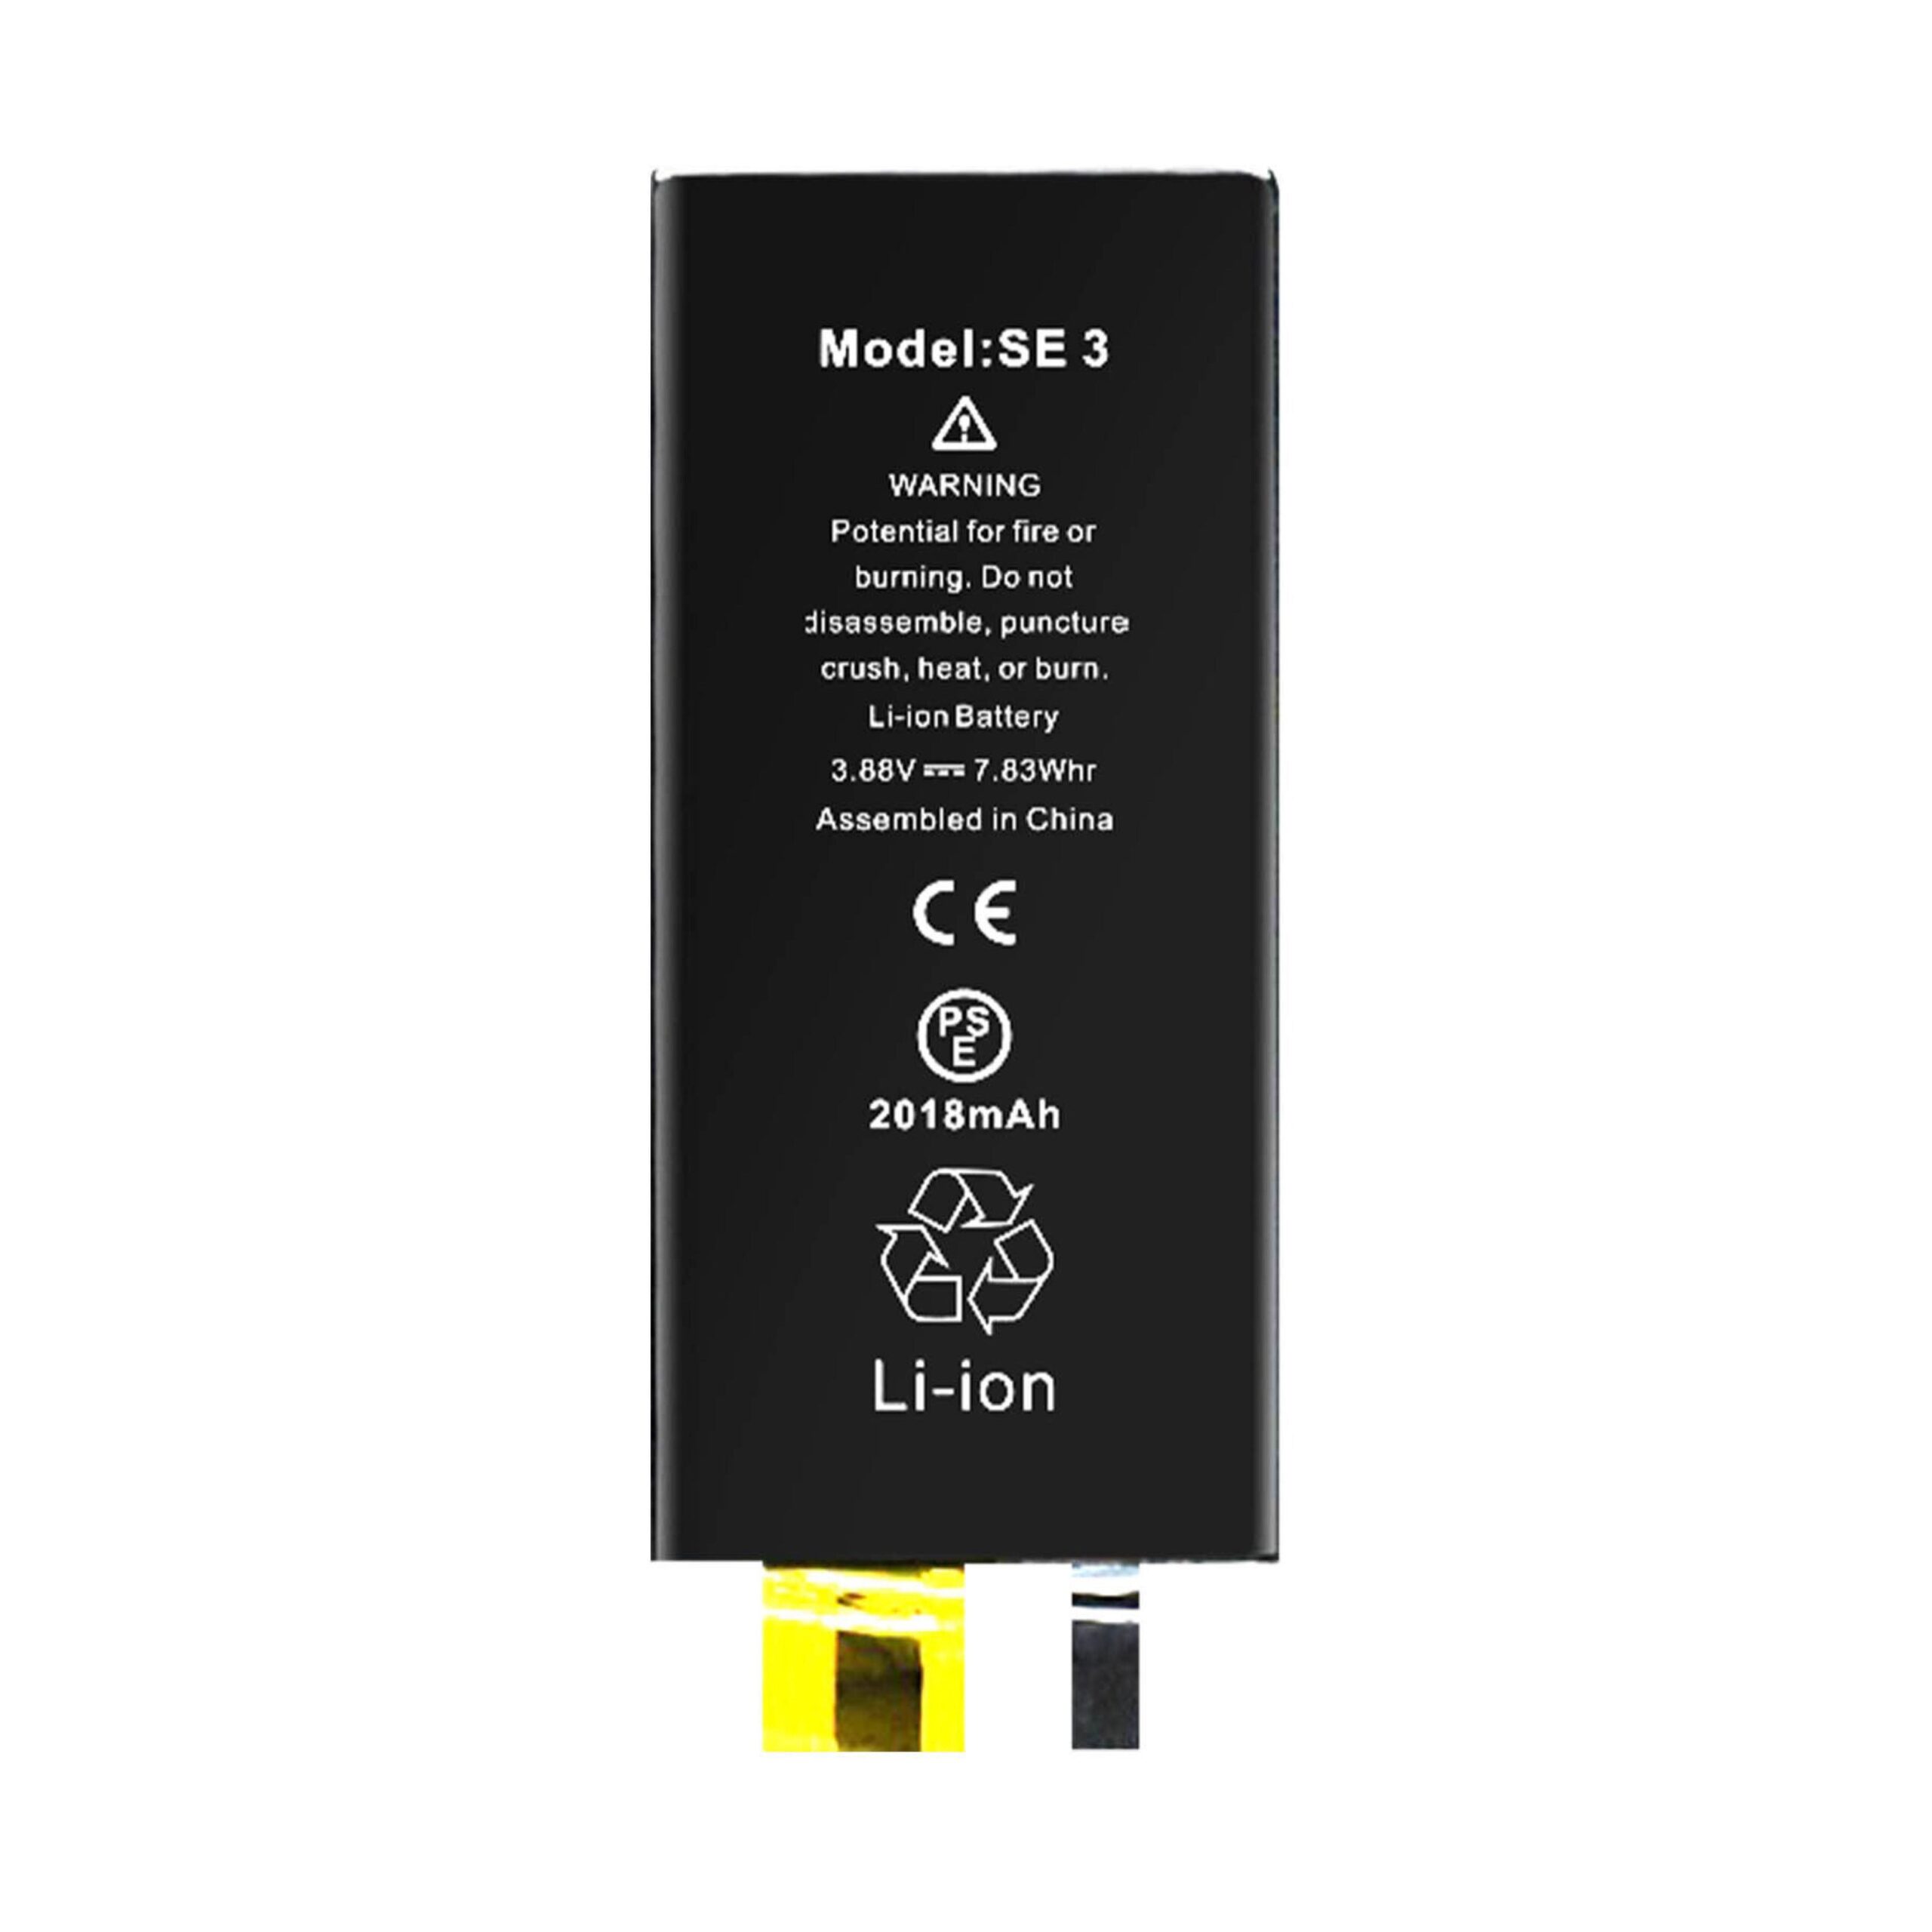 Model:SE 3
WARNING
Potential for fire or
burning. Do not
disassemble, puncture
crush, heat, or burn.
Li-ion Battery
3.88V ⎓ 7.83Whr
Assembled in China
CE
PS
E
2018mAh
Li-ion